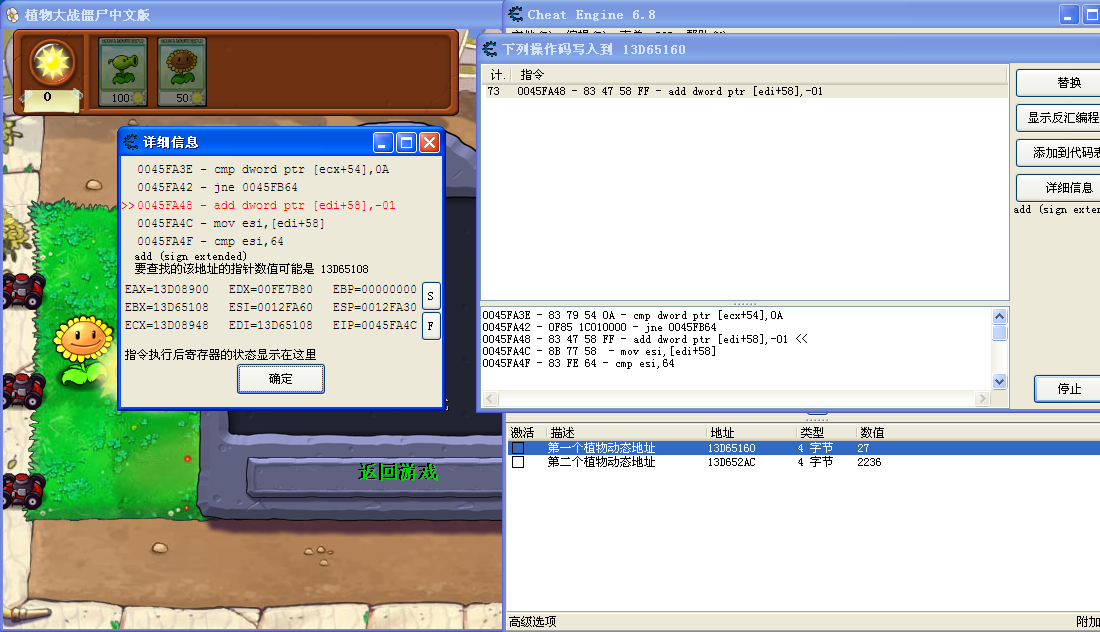 植物大战僵尸中文版
0
100
50
详细信息
0045FA3E - cmp dword ptr [ecx+54],0A
0045FA42 - jne 0045FB64
>>0045FA48 - add dword ptr [edi+58],-01
0045FA4C - mov esi,[edi+58]
0045FA4F - cmp esi,64
add (sign extended)
要查找的该地址的指针数值可能是 13D65108
EAX=13D08900 EDX=00FE7B80 EBP=00000000
EBX=13D65108 ESI=0012FA60 ESP=0012FA30
ECX=13D08948 EDI=13D65108 EIP=0045FA4C
S
F
指令执行后寄存器的状态显示在这里
确定
返回游戏
Cheat Engine 6.8
下列操作码写入到 13D65160
计. 指令
73 0045FA48 - 83 47 58 FF - add dword ptr [edi+58],-01
替换
显示反汇编程
添加到代码表
详细信息
add (sign exten
0045FA3E - 83 79 54 0A - cmp dword ptr [ecx+54],0A
0045FA42 - 0F85 1C010000 - jne 0045FB64
0045FA48 - 83 47 58 FF - add dword ptr [edi+58],-01 <<
0045FA4C - 8B 77 58 - mov esi,[edi+58]
0045FA4F - 83 FE 64 - cmp esi,64
停止
激活 描述 地址 类型 数值
第一个植物动态地址 13D65160 4 字节 27
第二个植物动态地址 13D652AC 4 字节 2236
高级选项
附加